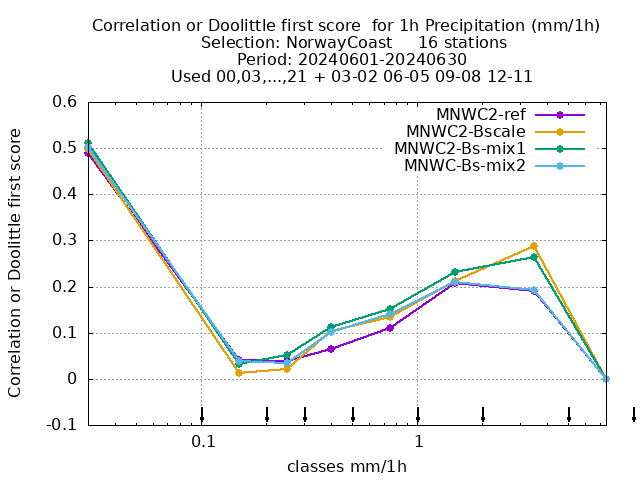 Correlation or Doolittle first score  for 1h Precipitation (mm/1h)
Selection: NorwayCoast     16 stations
Period: 20240601-20240630
Used 00,03,...,21 + 03-02 06-05 09-08 12-11
MNWC2-ref
MNWC2-Bscale
MNWC2-Bs-mix1
MNWC-Bs-mix2
Correlation or Doolittle first score
0.6
0.5
0.4
0.3
0.2
0.1
0
-0.1
0.1
1
classes mm/1h